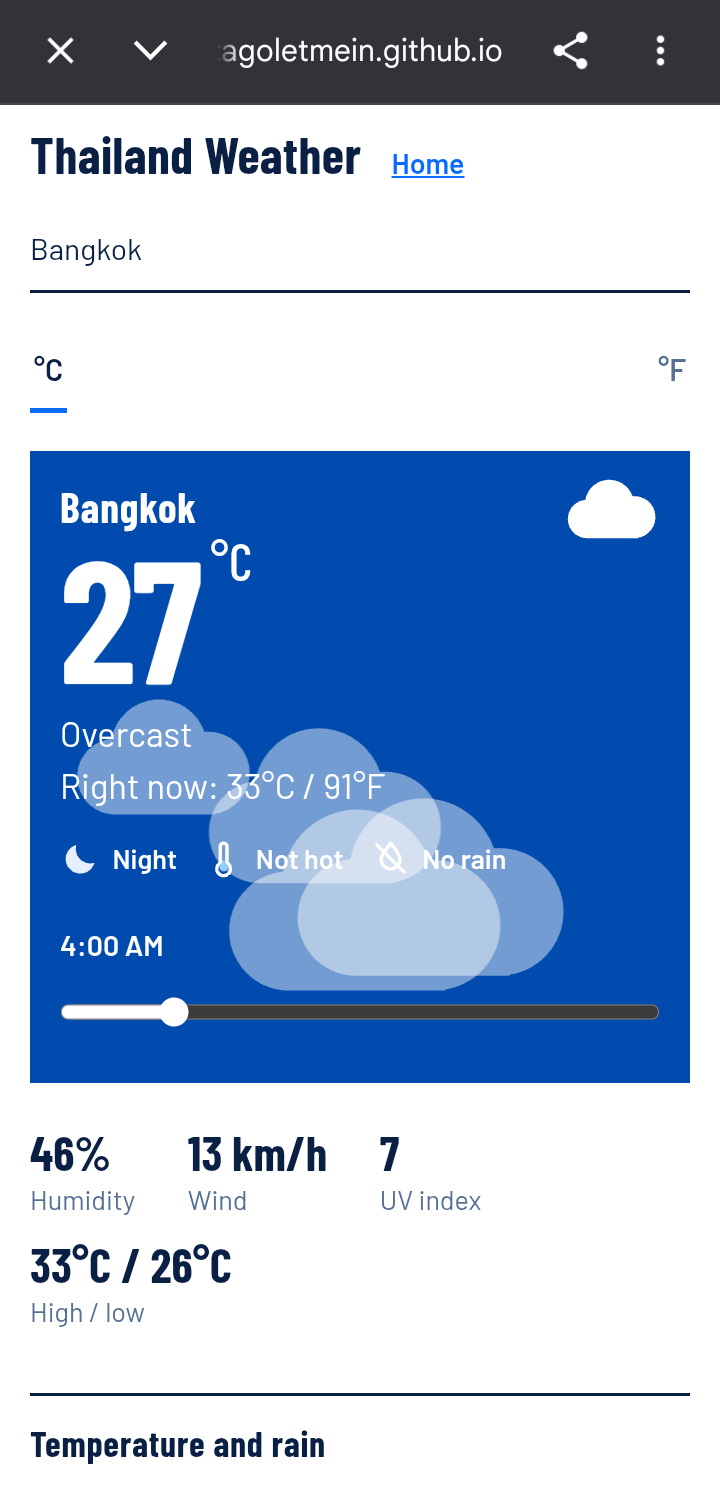 agoletmein.github.io
Thailand Weather Home
Bangkok
°C °F
Bangkok
27 °C
Overcast
Right now: 33°C / 91°F
Night Not hot No rain
4:00 AM
46% 13 km/h 7
Humidity Wind UV index
33°C / 26°C
High / low
Temperature and rain